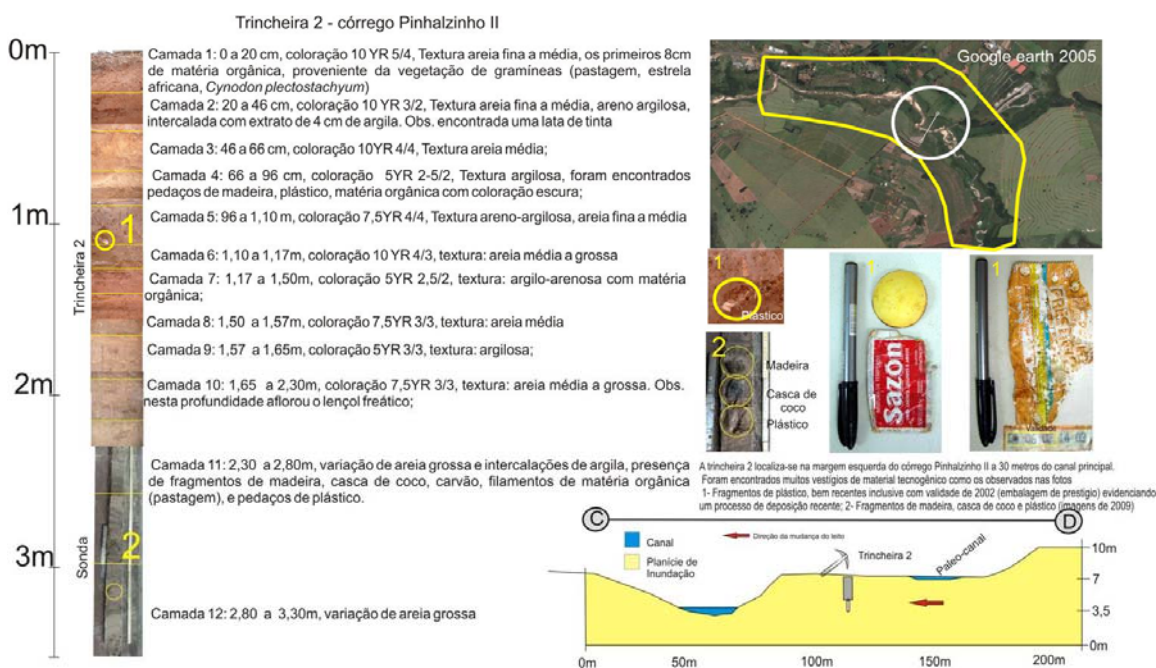 Trincheira 2 - córrego Pinhalzinho II
0m
1m
2m
3m
Trincheira 2
Sonda
1
2
Camada 1: 0 a 20 cm, coloração 10 YR 5/4, Textura areia fina a média, os primeiros 8cm
de matéria orgânica, proveniente da vegetação de gramíneas (pastagem, estrela
africana, Cynodon plectostachyum)
Camada 2: 20 a 46 cm, coloração 10 YR 3/2, Textura areia fina a média, areno argilosa,
intercalada com extrato de 4 cm de argila. Obs. encontrada uma lata de tinta
Camada 3: 46 a 66 cm, coloração 10YR 4/4, Textura areia média;
Camada 4: 66 a 96 cm, coloração 5YR 2-5/2, Textura argilosa, foram encontrados
pedaços de madeira, plástico, matéria orgânica com coloração escura;
Camada 5: 96 a 1,10 m, coloração 7,5YR 4/4, Textura areno-argilosa, areia fina a média
Camada 6: 1,10 a 1,17m, coloração 10 YR 4/3, textura: areia média a grossa
Camada 7: 1,17 a 1,50m, coloração 5YR 2,5/2, textura: argilo-arenosa com matéria
orgânica;
Camada 8: 1,50 a 1,57m, coloração 7,5YR 3/3, textura: areia média
Camada 9: 1,57 a 1,65m, coloração 5YR 3/3, textura: argilosa;
Camada 10: 1,65 a 2,30m, coloração 7,5YR 3/3, textura: areia média a grossa. Obs.
nesta profundidade aflorou o lençol freático;
Camada 11: 2,30 a 2,80m, variação de areia grossa e intercalações de argila, presença
de fragmentos de madeira, casca de coco, carvão, filamentos de matéria orgânica
(pastagem), e pedaços de plástico.
Camada 12: 2,80 a 3,30m, variação de areia grossa
Google earth 2005
1
Plástico
2
Madeira
Casca de
coco
Plástico
1
Sazón
1
Validade
A trincheira 2 localiza-se na margem esquerda do córrego Pinhalzinho II a 30 metros do canal principal.
Foram encontrados muitos vestígios de material tecnogênico como os observados nas fotos
1- Fragmentos de plástico, bem recentes inclusive com validade de 2002 (embalagem de prestígio) evidenciando
um processo de deposição recente; 2- Fragmentos de madeira, casca de coco e plástico (imagens de 2009)
C
D
Canal
Planície de
Inundação
Direção da mudança do leito
Trincheira 2
Paleo-canal
10m
7
3,5
0m
0m
50m
100m
150m
200m